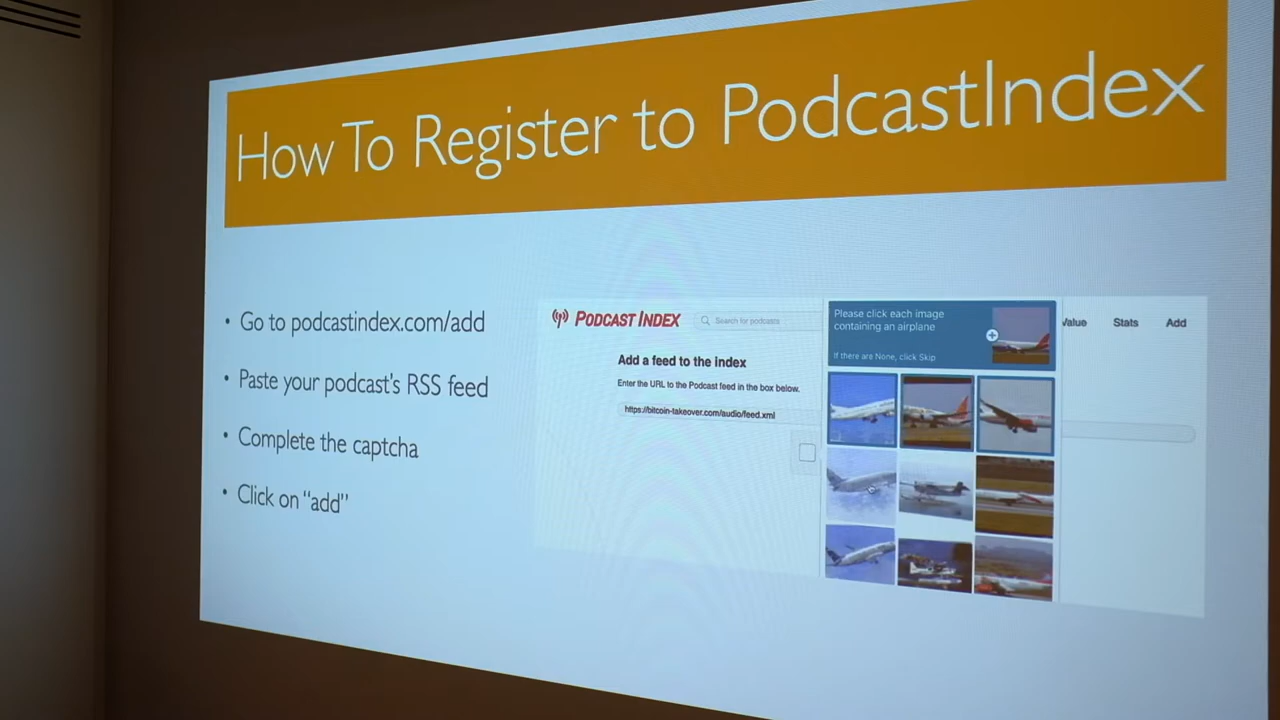 How To Register to PodcastIndex
• Go to podcastindex.com/add
• Paste your podcast's RSS feed
• Complete the captcha
• Click on "add"
PODCAST INDEX
Search for podcasts
Value Stats Add
Add a feed to the index
Enter the URL to the Podcast feed in the box below.
https://bitcoin-takeover.com/audio/feed.xml
Please click each image
containing an airplane
If there are None, click Skip